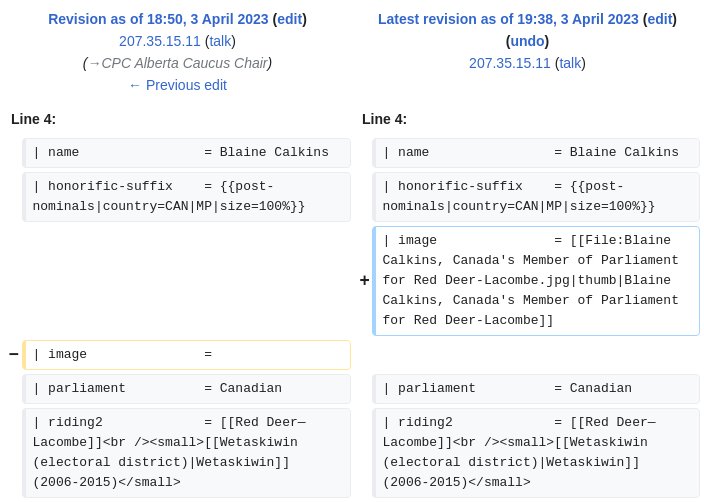 Revision as of 18:50, 3 April 2023 (edit)
207.35.15.11 (talk)
(→CPC Alberta Caucus Chair)
← Previous edit
Latest revision as of 19:38, 3 April 2023 (edit)
(undo)
207.35.15.11 (talk)
Line 4:
Line 4:
| name                = Blaine Calkins
| name                = Blaine Calkins
| honorific-suffix    = {{post-
nominals|country=CAN|MP|size=100%}}
| honorific-suffix    = {{post-
nominals|country=CAN|MP|size=100%}}
+
| image               = [[File:Blaine
Calkins, Canada's Member of Parliament
for Red Deer-Lacombe.jpg|thumb|Blaine
Calkins, Canada's Member of Parliament
for Red Deer-Lacombe]]
−
| image               =
| parliament          = Canadian
| parliament          = Canadian
| riding2             = [[Red Deer—
Lacombe]]<br /><small>[[Wetaskiwin
(electoral district)|Wetaskiwin]]
(2006-2015)</small>
| riding2             = [[Red Deer—
Lacombe]]<br /><small>[[Wetaskiwin
(electoral district)|Wetaskiwin]]
(2006-2015)</small>